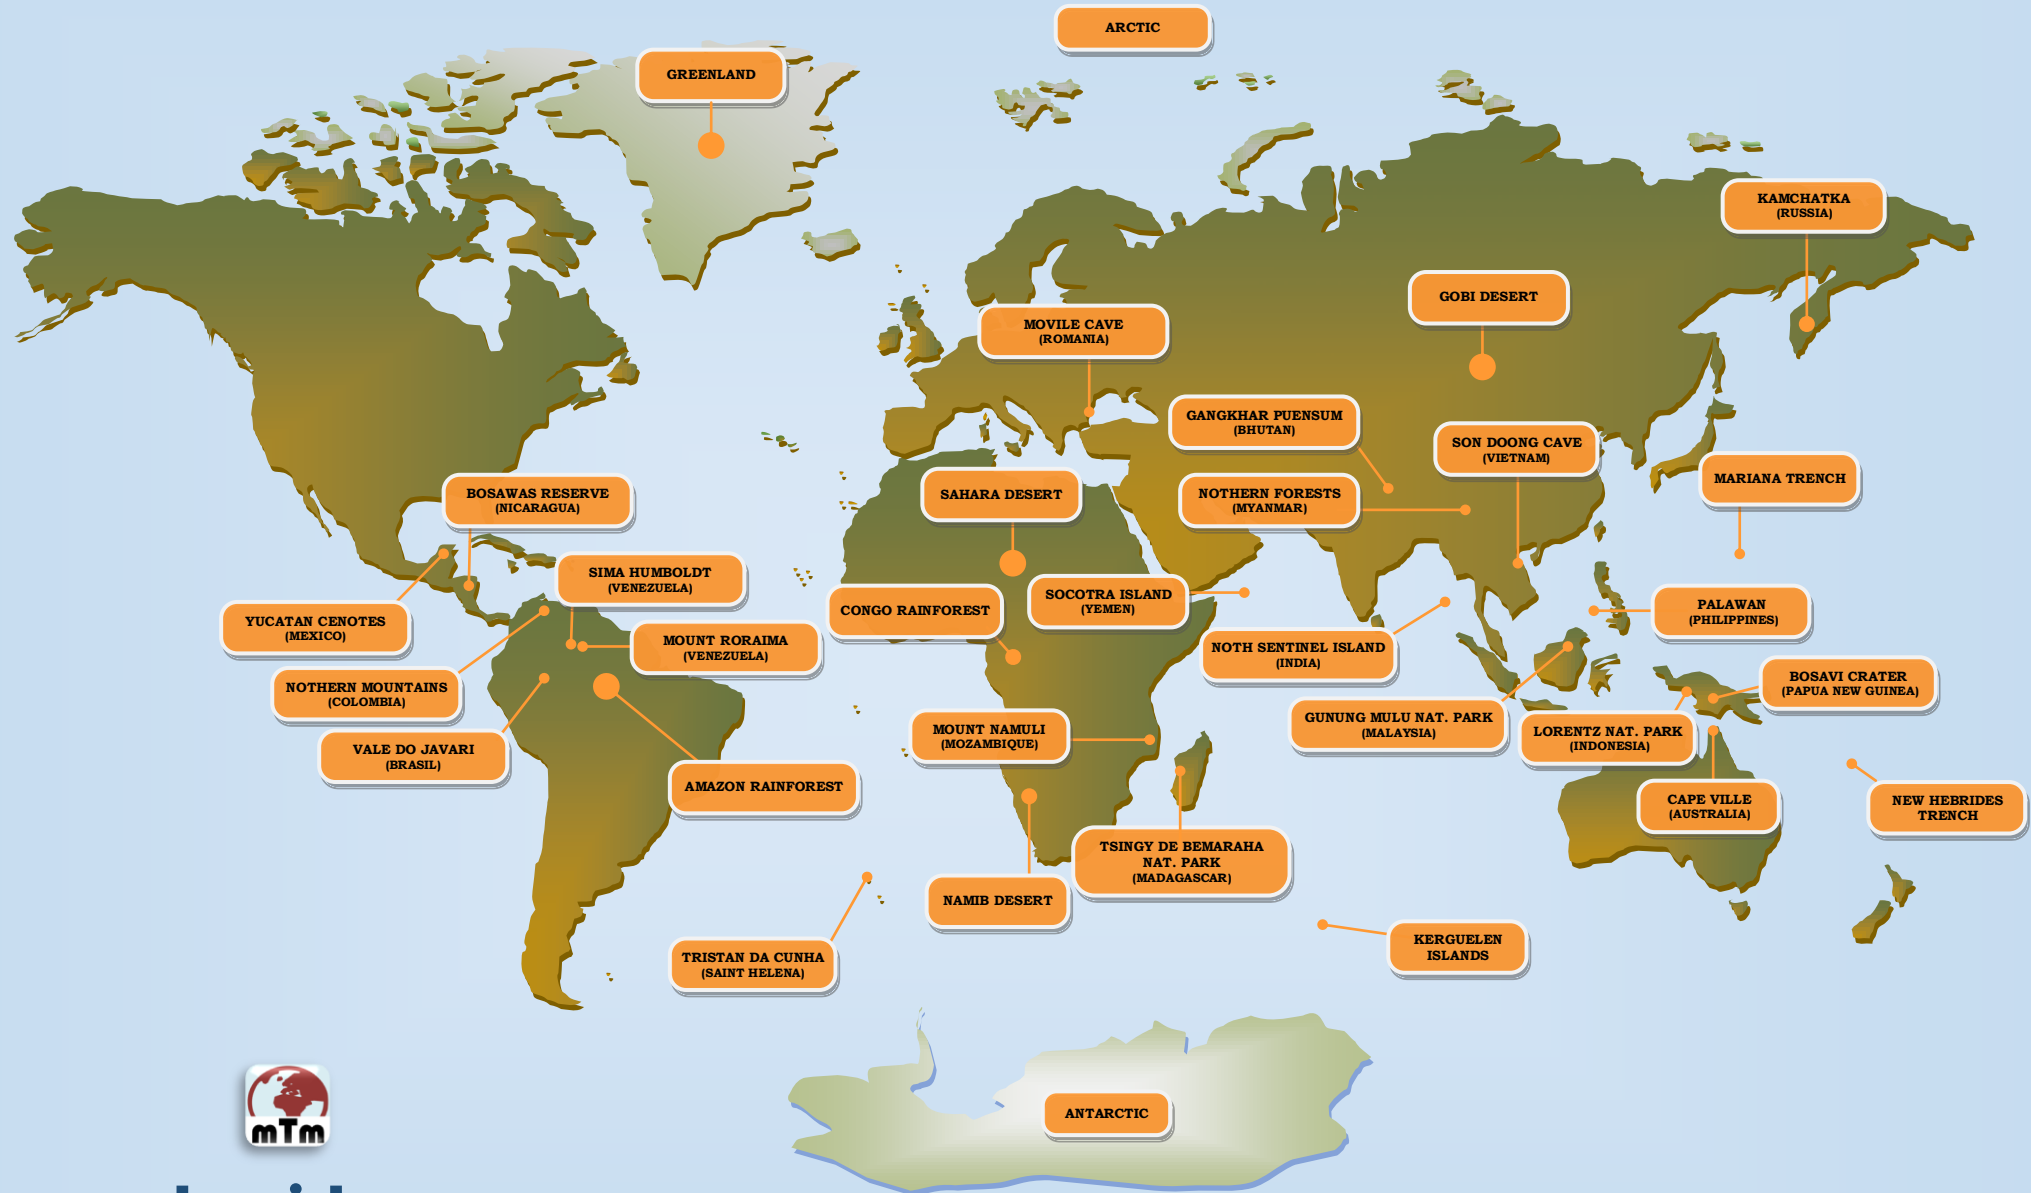 ARCTIC
GREENLAND
KAMCHATKA
(RUSSIA)
GOBI DESERT
MOVILE CAVE
(ROMANIA)
GANGKHAR PUENSUM
(BHUTAN)
SON DOONG CAVE
(VIETNAM)
MARIANA TRENCH
BOSAWAS RESERVE
(NICARAGUA)
SAHARA DESERT
NOTHERN FORESTS
(MYANMAR)
SIMA HUMBOLDT
(VENEZUELA)
CONGO RAINFOREST
SOCOTRA ISLAND
(YEMEN)
PALAWAN
(PHILIPPINES)
YUCATAN CENOTES
(MEXICO)
MOUNT RORAIMA
(VENEZUELA)
NOTH SENTINEL ISLAND
(INDIA)
NOTHERN MOUNTAINS
(COLOMBIA)
BOSAVI CRATER
(PAPUA NEW GUINEA)
VALE DO JAVARI
(BRASIL)
MOUNT NAMULI
(MOZAMBIQUE)
GUNUNG MULU NAT. PARK
(MALAYSIA)
LORENTZ NAT. PARK
(INDONESIA)
AMAZON RAINFOREST
CAPE VILLE
(AUSTRALIA)
NEW HEBRIDES
TRENCH
TSINGY DE BEMARAHA
NAT. PARK
(MADAGASCAR)
NAMIB DESERT
TRISTAN DA CUNHA
(SAINT HELENA)
KERGUELEN
ISLANDS
ANTARCTIC
mTm